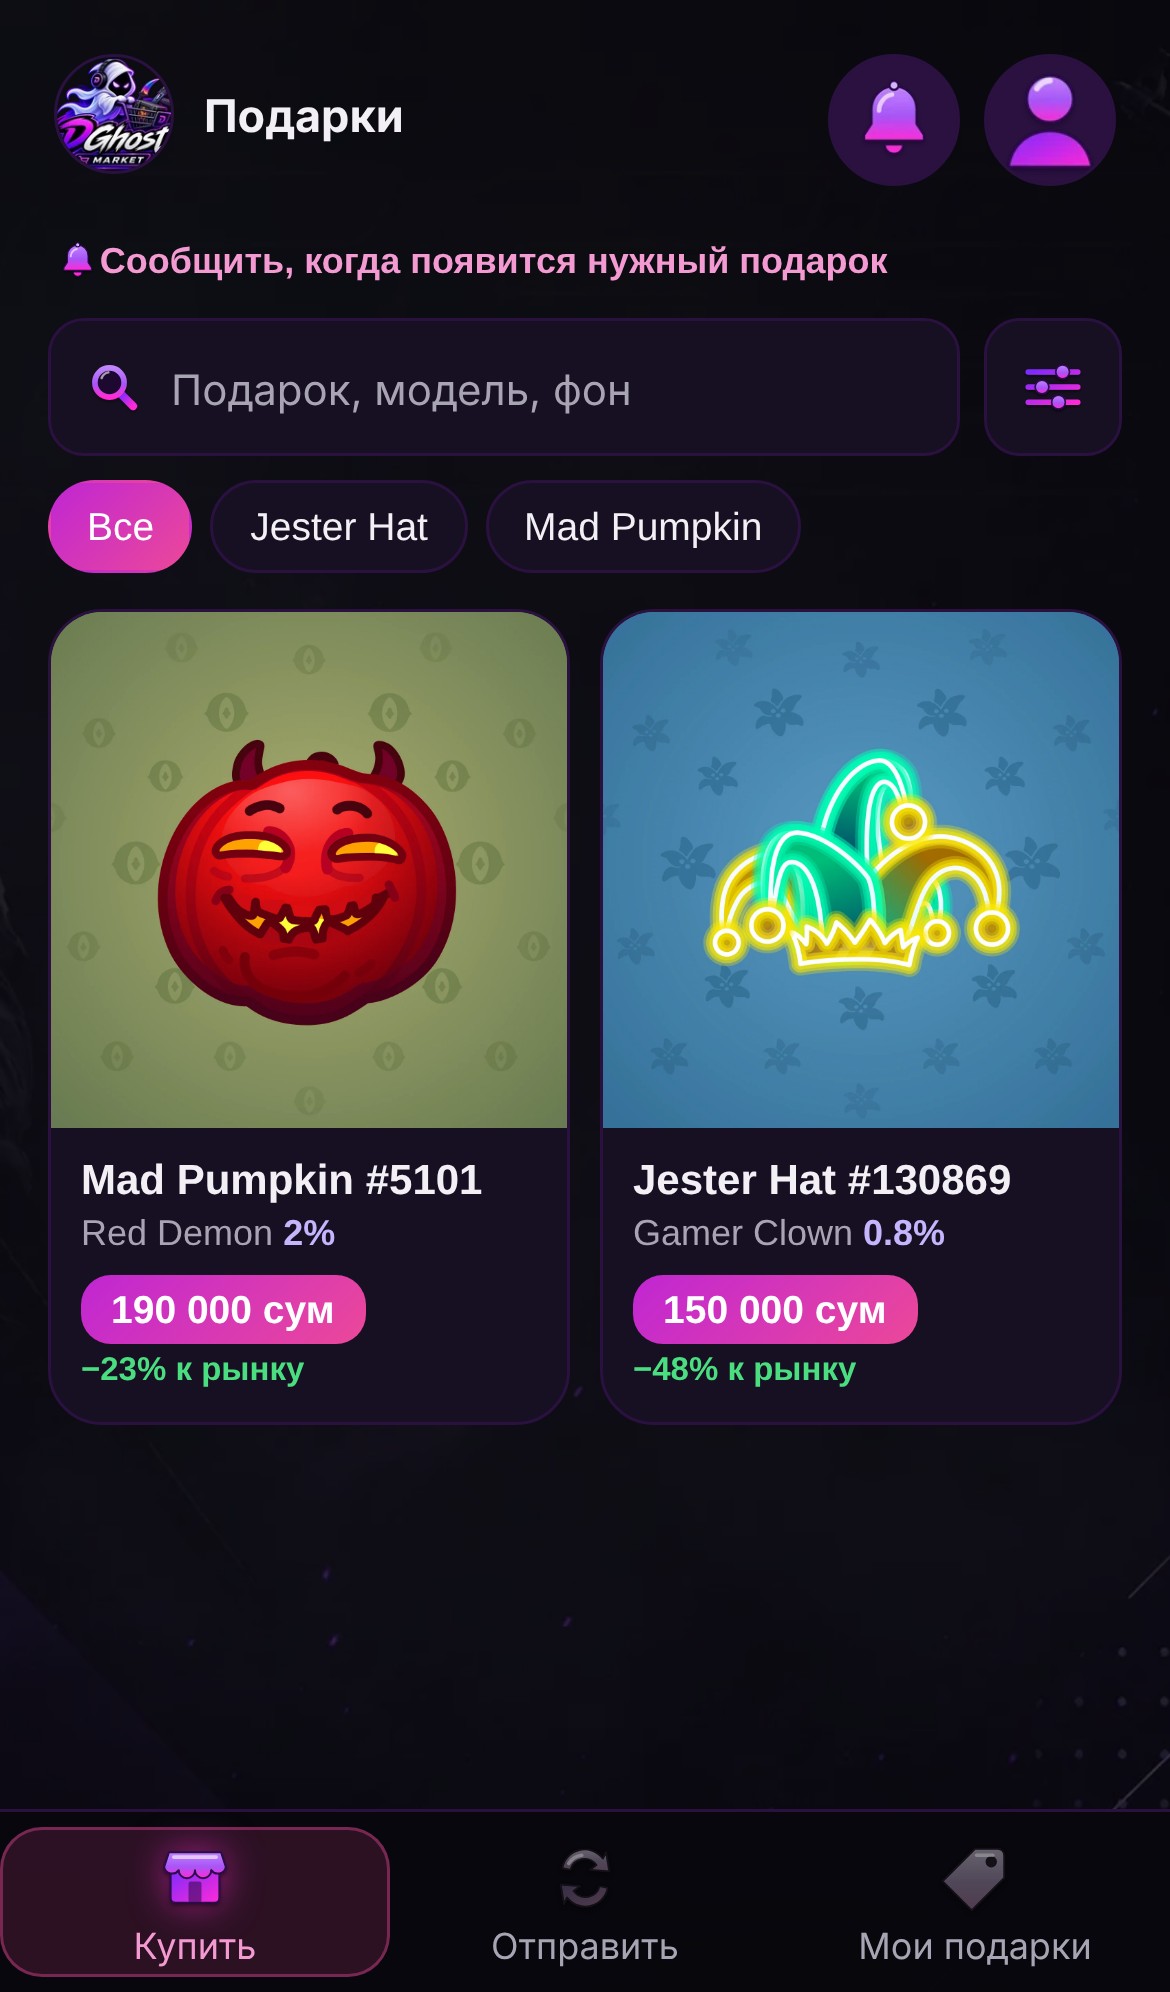 DGhost
MARKET
Подарки
Сообщить, когда появится нужный подарок
Подарок, модель, фон
Все
Jester Hat
Mad Pumpkin
Mad Pumpkin #5101
Red Demon 2%
190 000 сум
−23% к рынку
Jester Hat #130869
Gamer Clown 0.8%
150 000 сум
−48% к рынку
Купить
Отправить
Мои подарки